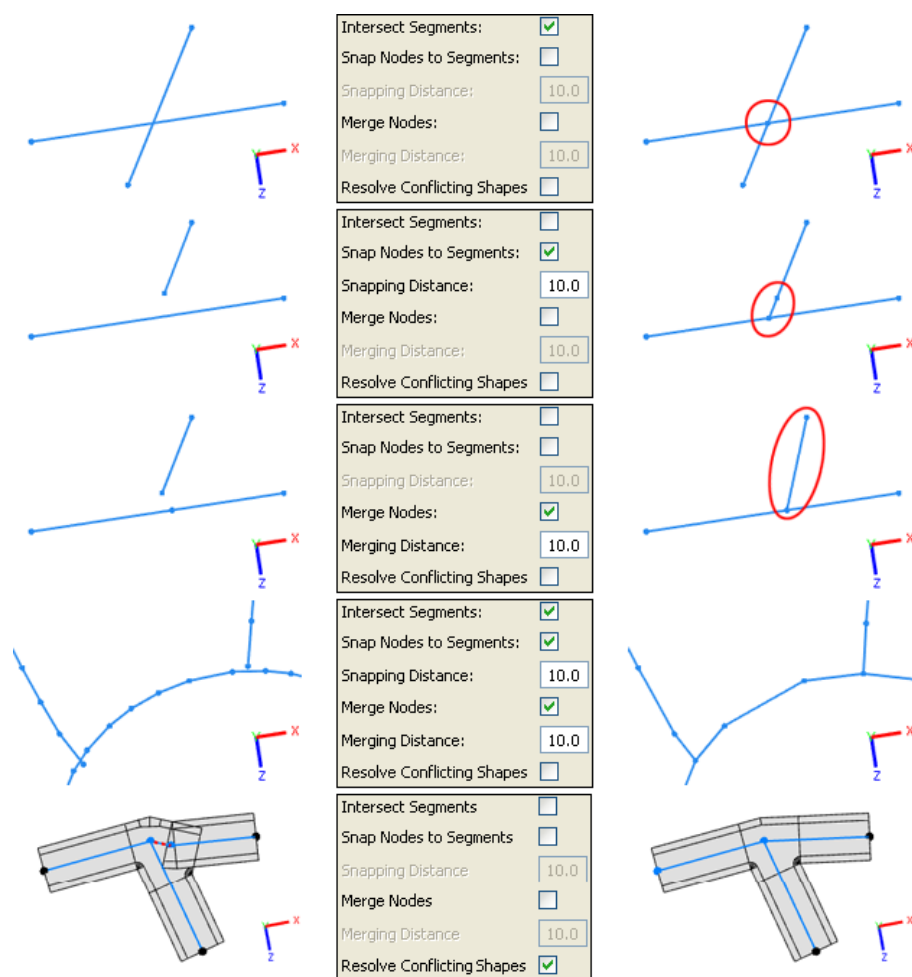 Intersect Segments:
Snap Nodes to Segments:
Snapping Distance: 10.0
Merge Nodes:
Merging Distance: 10.0
Resolve Conflicting Shapes
Y X Z
Y X Z
Intersect Segments:
Snap Nodes to Segments:
Snapping Distance: 10.0
Merge Nodes:
Merging Distance: 10.0
Resolve Conflicting Shapes
Y X Z
Y X Z
Intersect Segments:
Snap Nodes to Segments:
Snapping Distance: 10.0
Merge Nodes:
Merging Distance: 10.0
Resolve Conflicting Shapes
Y X Z
Y X Z
Intersect Segments:
Snap Nodes to Segments:
Snapping Distance: 10.0
Merge Nodes:
Merging Distance: 10.0
Resolve Conflicting Shapes
Y X Z
Y X Z
Intersect Segments
Snap Nodes to Segments
Snapping Distance 10.0
Merge Nodes
Merging Distance 10.0
Resolve Conflicting Shapes
Y X Z
Y X Z